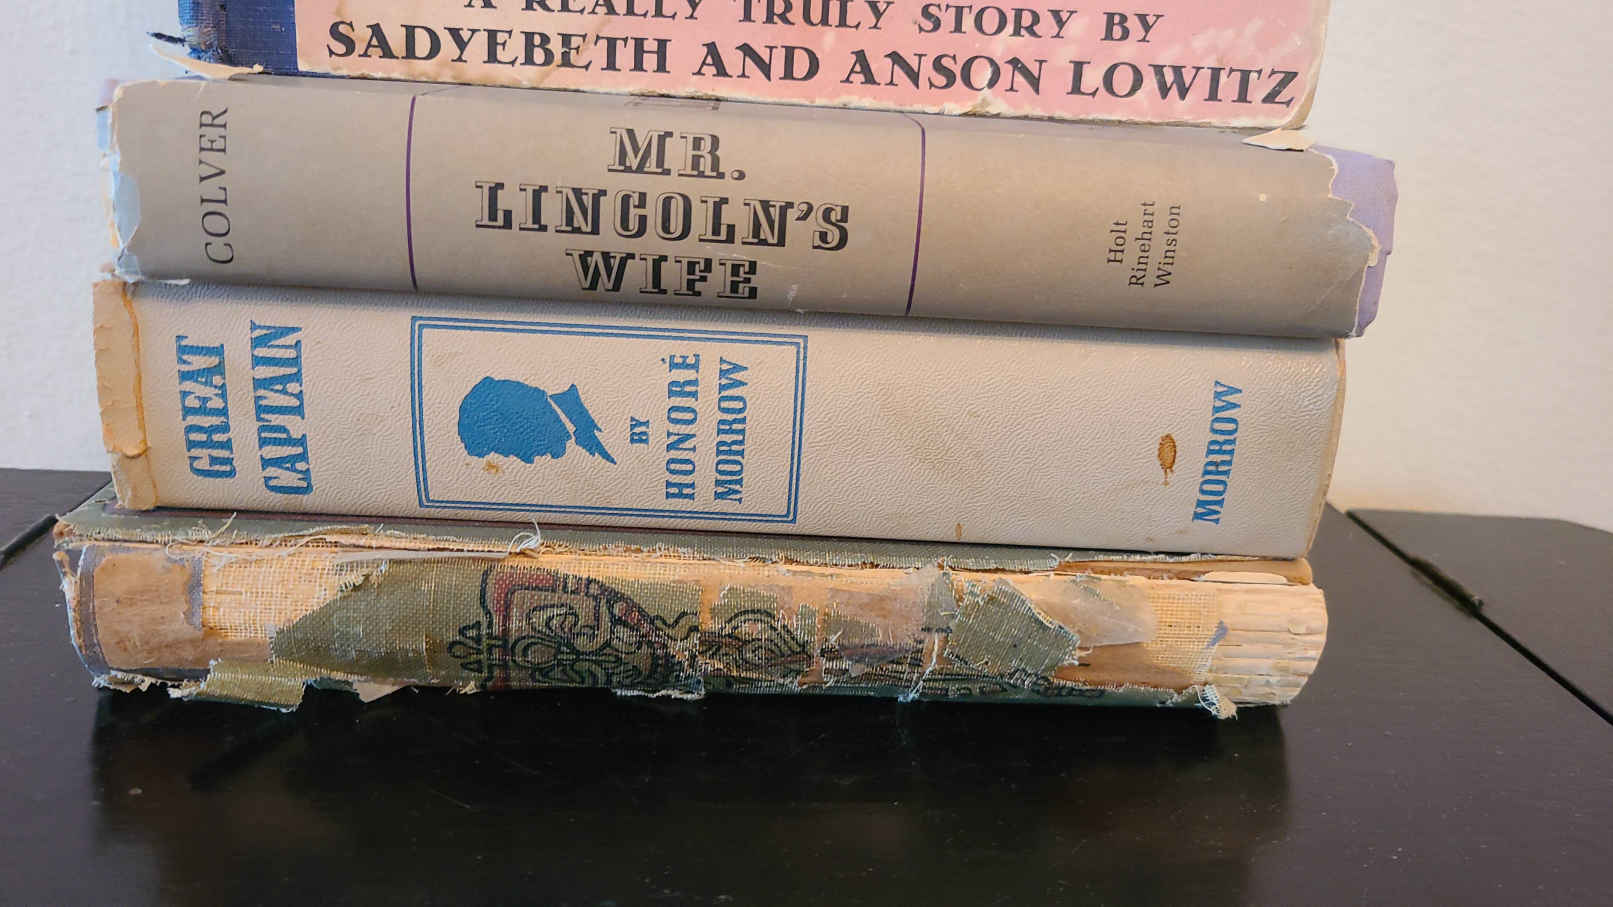 A REALLY TRULY STORY BY
SADYEBETH AND ANSON LOWITZ
COLVER
MR.
LINCOLN'S
WIFE
Holt
Rinehart
Winston
GREAT
CAPTAIN
BY
HONORÉ
MORROW
MORROW